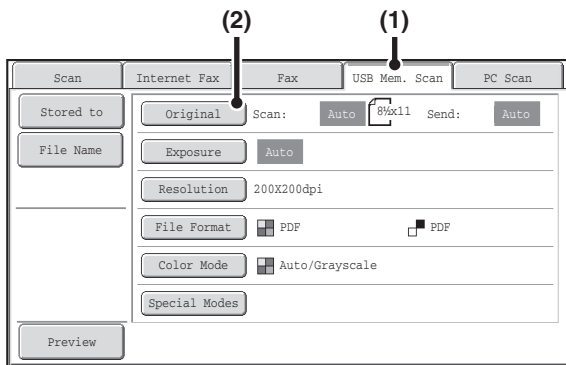 (2) (1)
Scan Internet Fax Fax USB Mem. Scan PC Scan
Stored to Original Scan: Auto 8½x11 Send: Auto
File Name Exposure Auto
Resolution 200X200dpi
File Format PDF PDF
Color Mode Auto/Grayscale
Special Modes
Preview